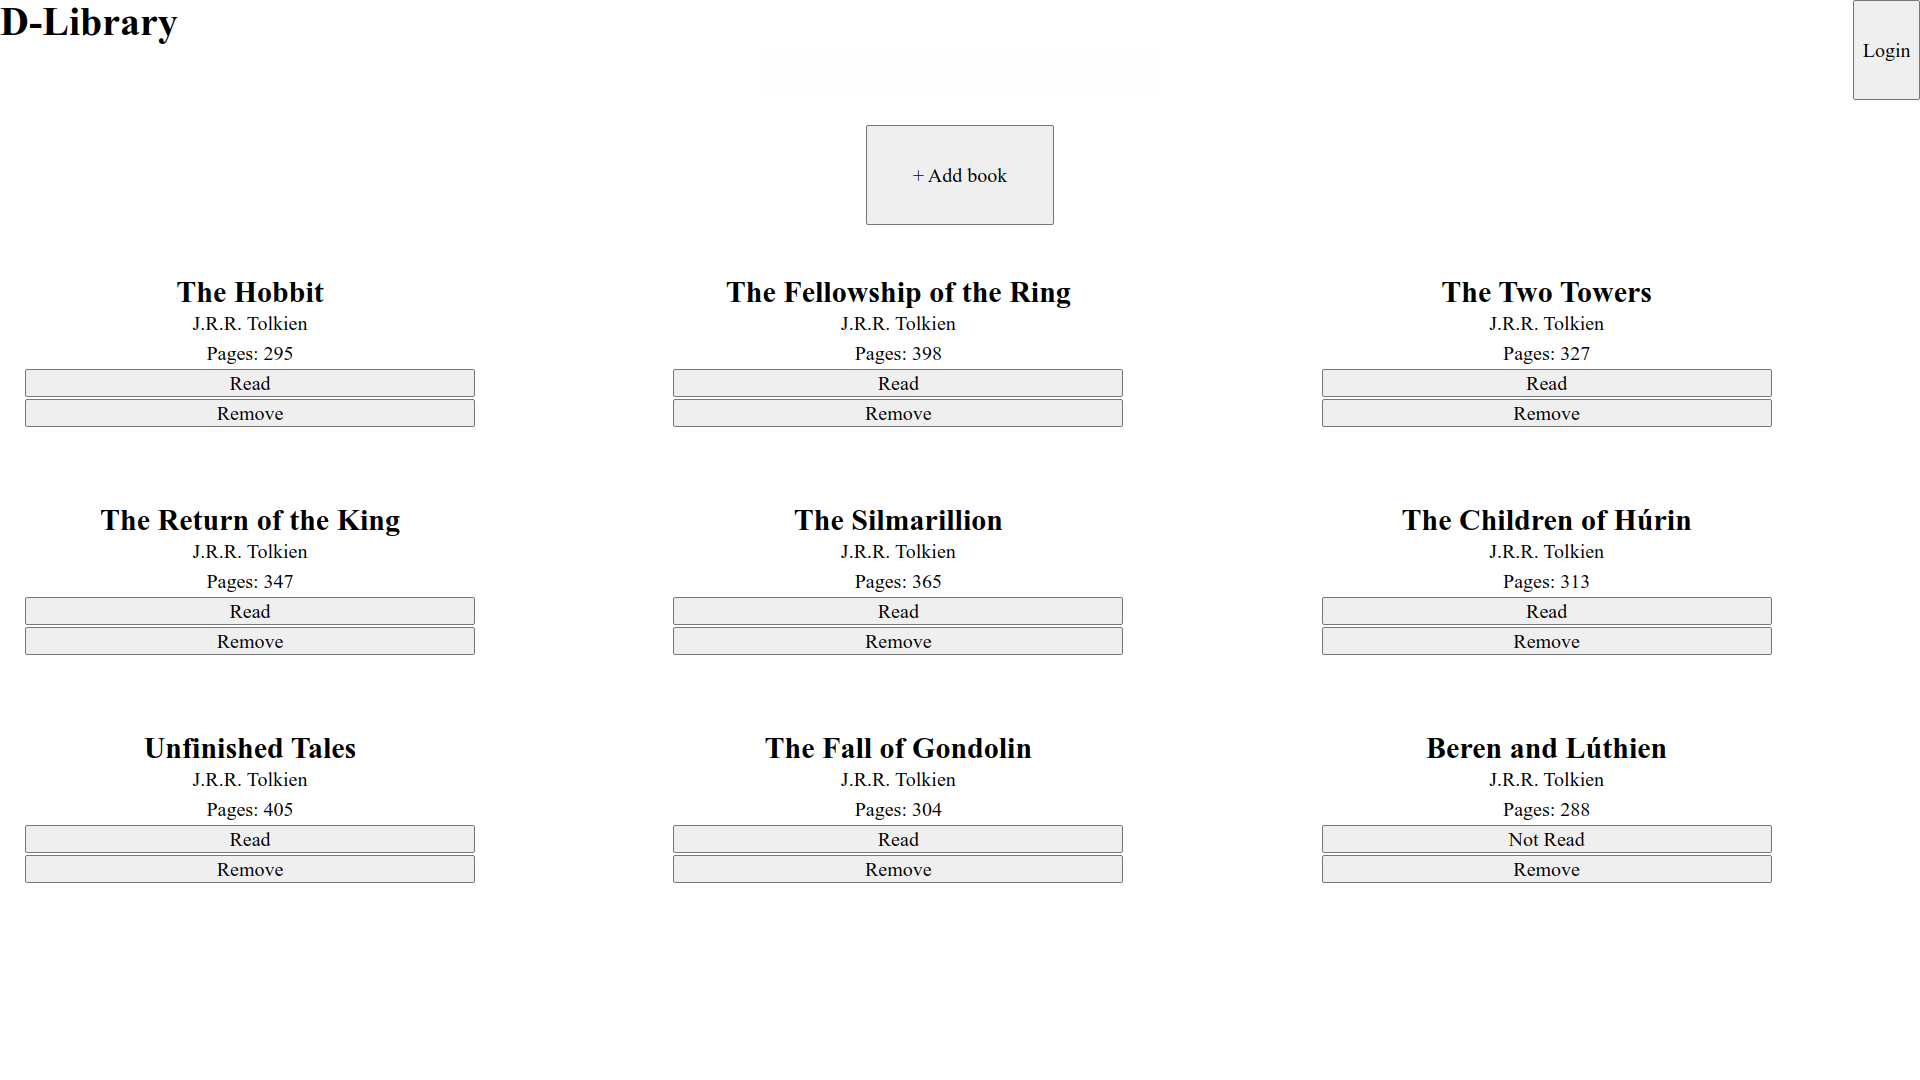 D-Library
Login
+ Add book
The Hobbit
J.R.R. Tolkien
Pages: 295
Read
Remove
The Fellowship of the Ring
J.R.R. Tolkien
Pages: 398
Read
Remove
The Two Towers
J.R.R. Tolkien
Pages: 327
Read
Remove
The Return of the King
J.R.R. Tolkien
Pages: 347
Read
Remove
The Silmarillion
J.R.R. Tolkien
Pages: 365
Read
Remove
The Children of Húrin
J.R.R. Tolkien
Pages: 313
Read
Remove
Unfinished Tales
J.R.R. Tolkien
Pages: 405
Read
Remove
The Fall of Gondolin
J.R.R. Tolkien
Pages: 304
Read
Remove
Beren and Lúthien
J.R.R. Tolkien
Pages: 288
Not Read
Remove